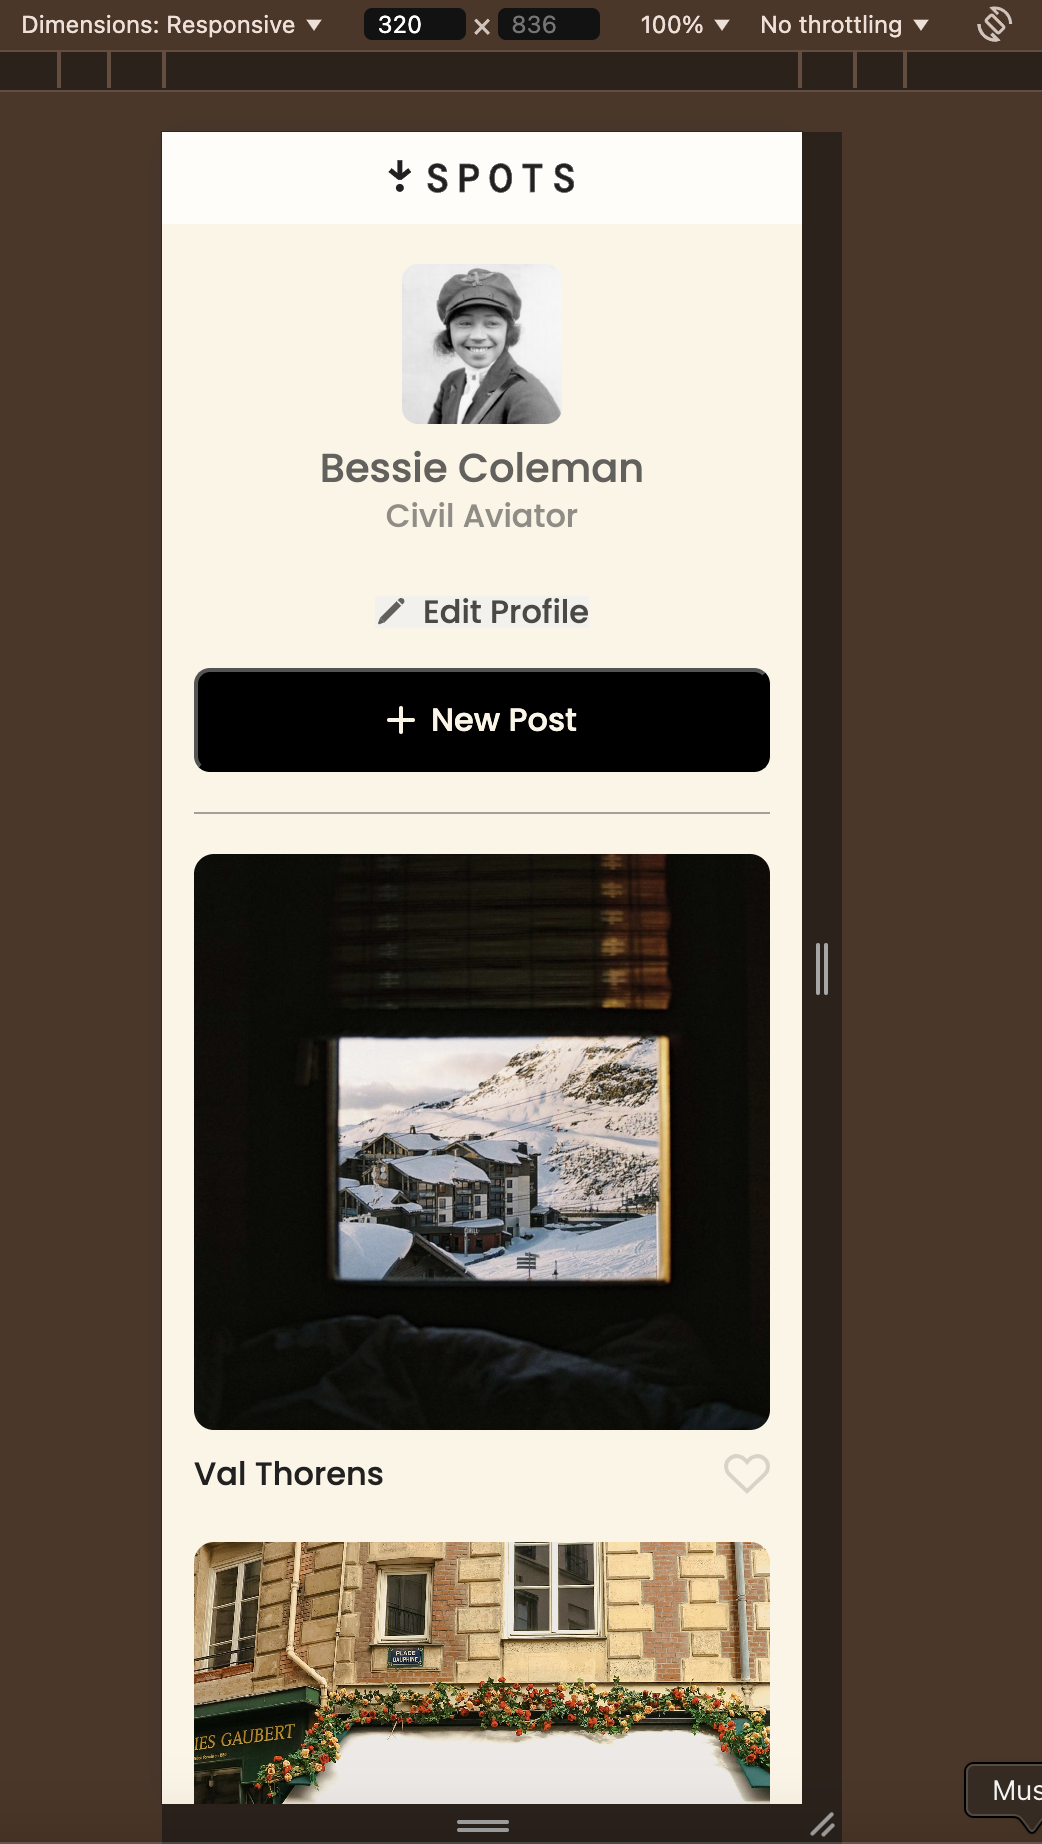 Dimensions: Responsive ▼ 320 × 836 100% ▼ No throttling ▼
SPOTS
Bessie Coleman
Civil Aviator
Edit Profile
+ New Post
Val Thorens
PLACE
DAUPHINE
IES GAUBERT
Mus